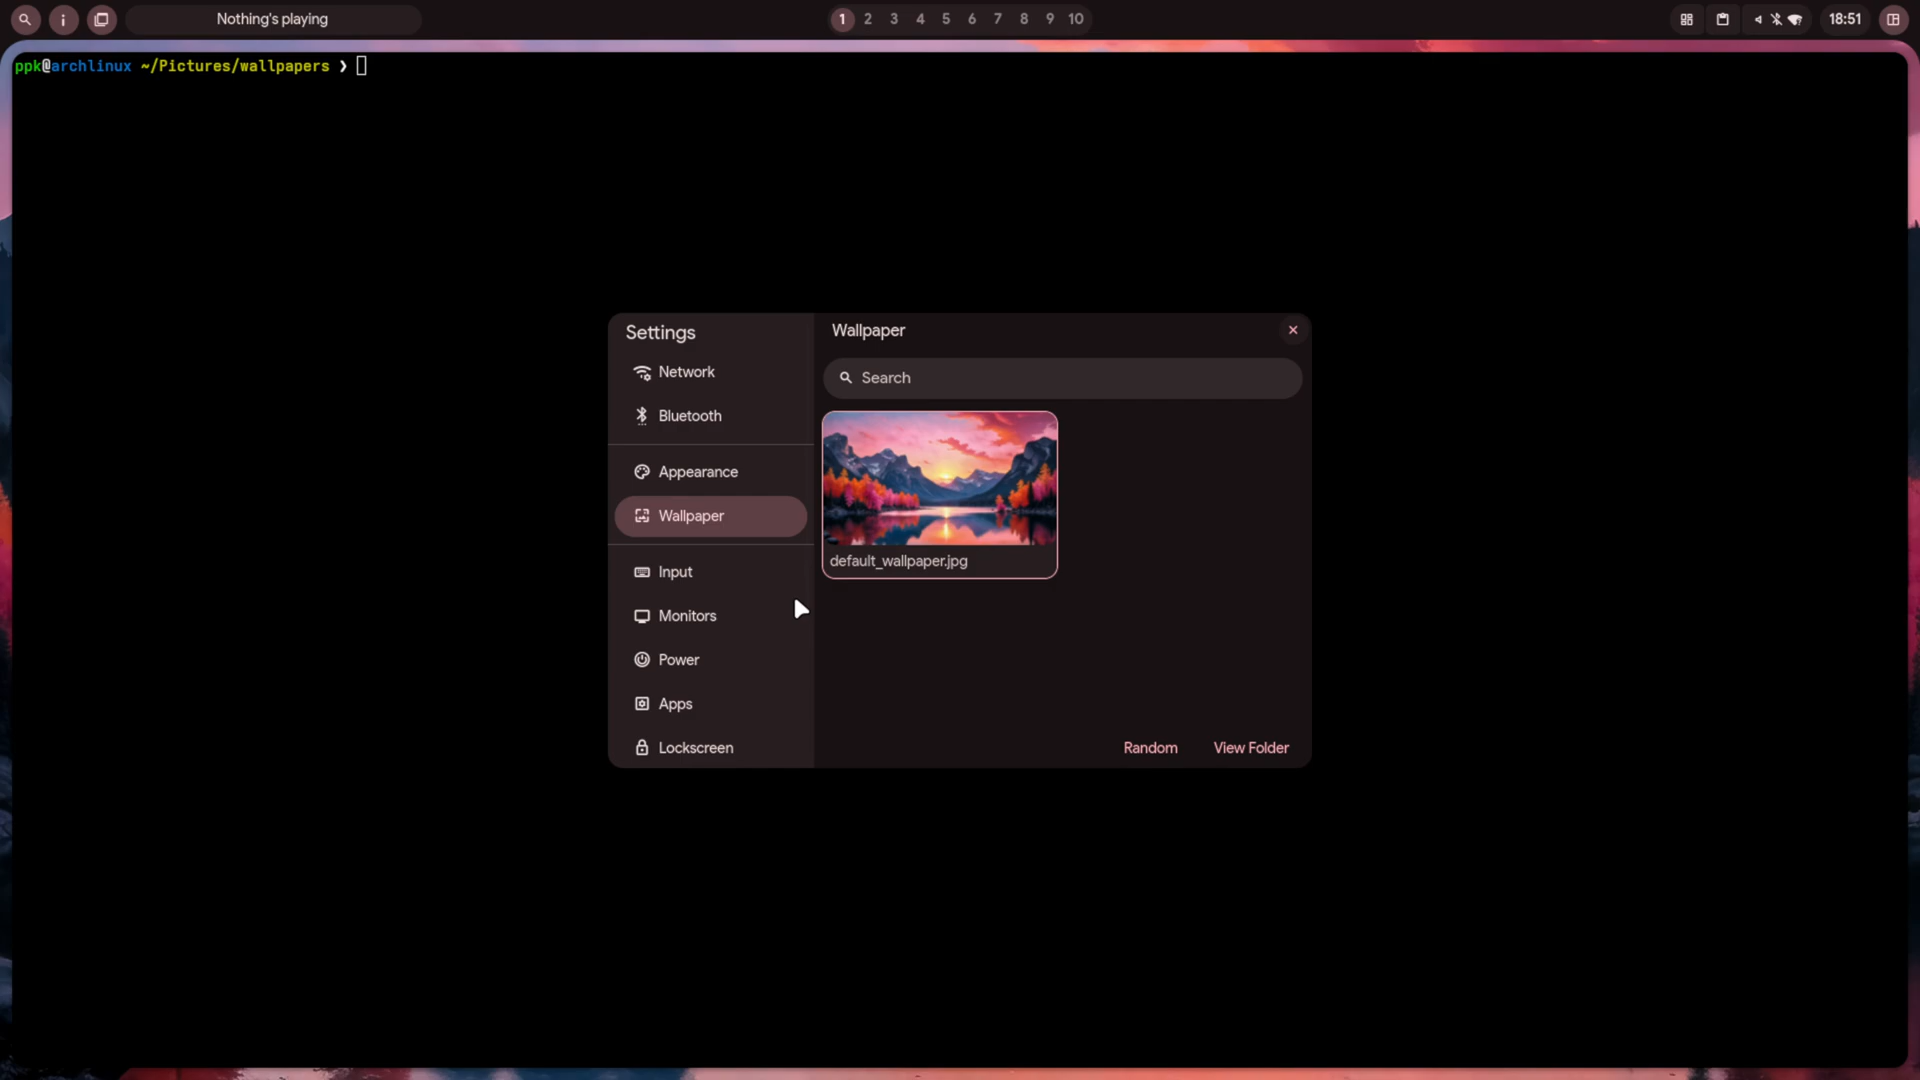 Nothing's playing
1 2 3 4 5 6 7 8 9 10
18:51
ppk@archlinux ~/Pictures/wallpapers ❯
Settings
Network
Bluetooth
Appearance
Wallpaper
Input
Monitors
Power
Apps
Lockscreen
Wallpaper
Search
default_wallpaper.jpg
Random
View Folder